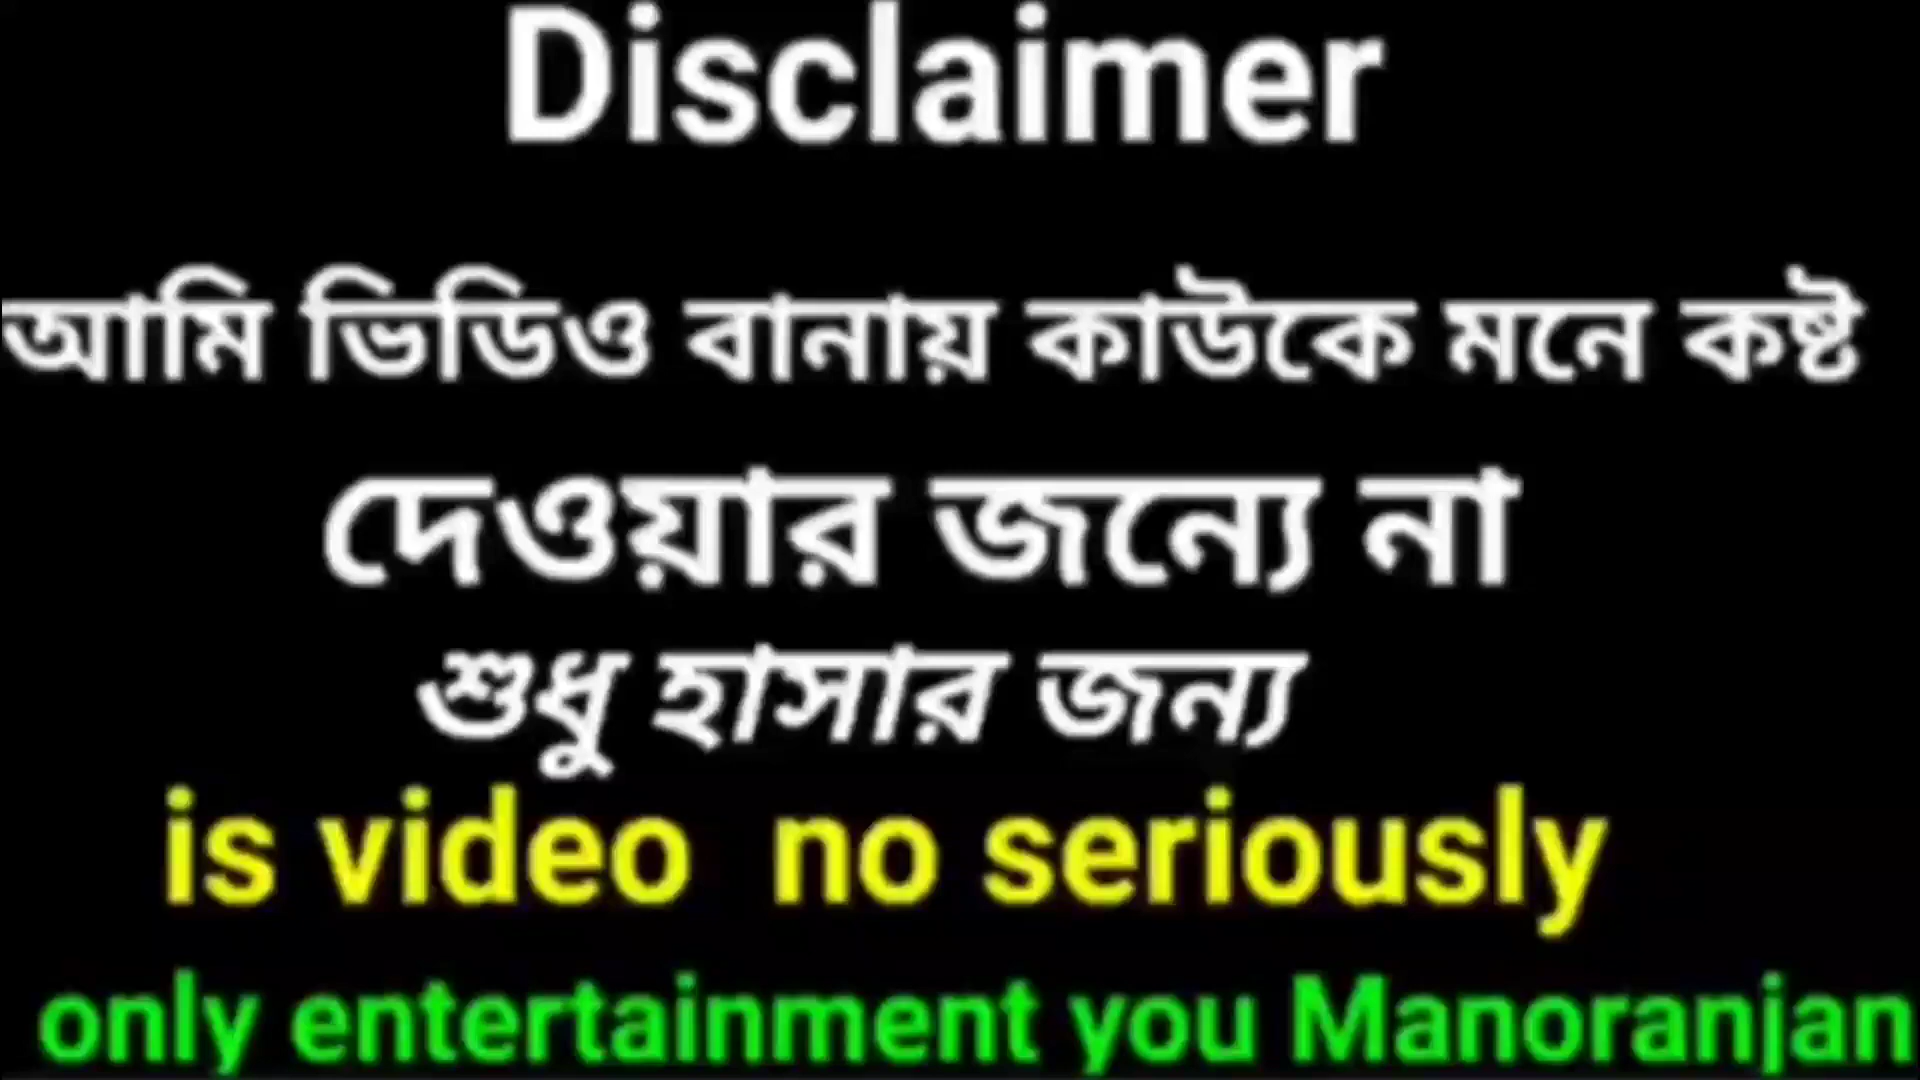 Disclaimer
আমি ভিডিও বানায় কাউকে মনে কষ্ট
দেওয়ার জন্যে না
শুধু হাসার জন্য
is video no seriously
only entertainment you Manoranjan